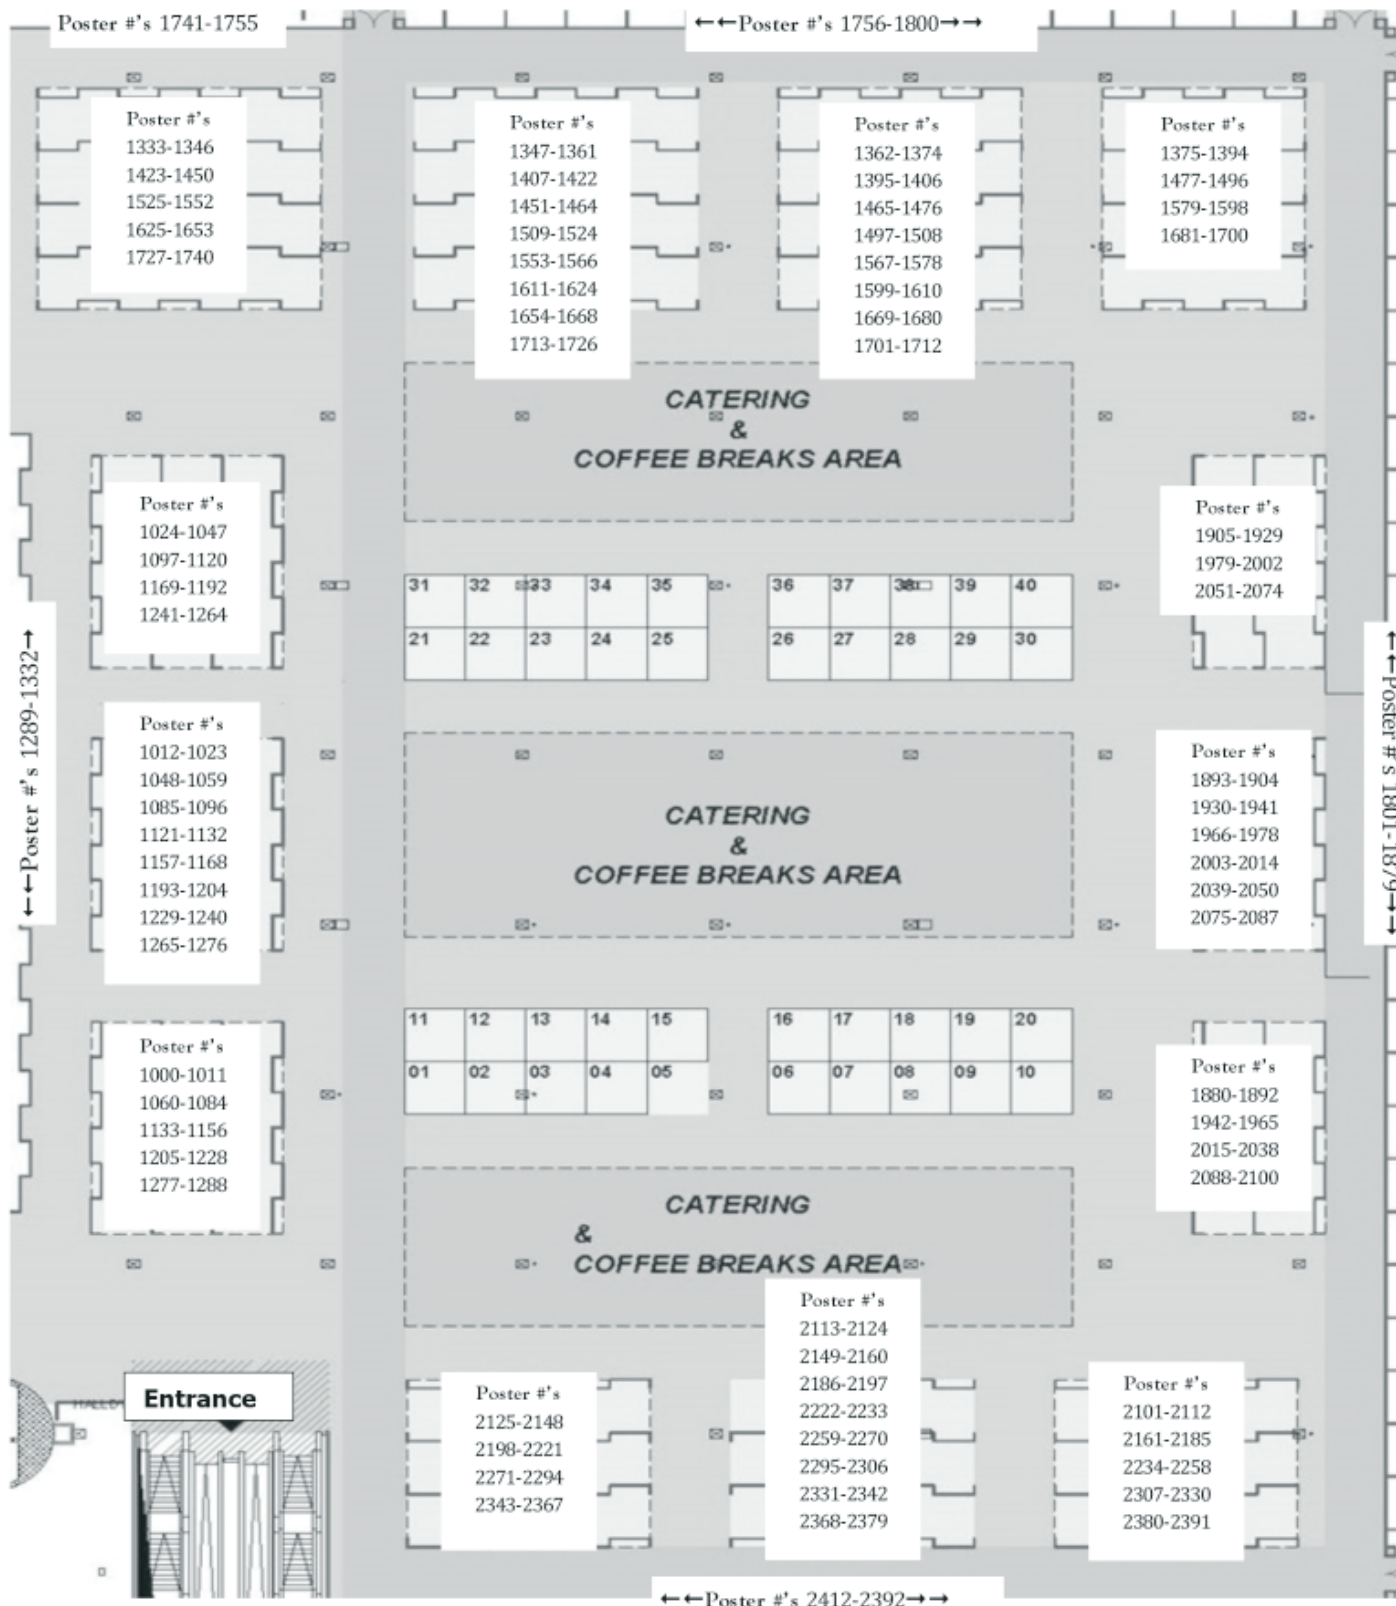 Poster #'s 1741-1755
←←Poster #'s 1756-1800→→
Poster #'s
1333-1346
1423-1450
1525-1552
1625-1653
1727-1740
Poster #'s
1347-1361
1407-1422
1451-1464
1509-1524
1553-1566
1611-1624
1654-1668
1713-1726
Poster #'s
1362-1374
1395-1406
1465-1476
1497-1508
1567-1578
1599-1610
1669-1680
1701-1712
Poster #'s
1375-1394
1477-1496
1579-1598
1681-1700
CATERING
&
COFFEE BREAKS AREA
Poster #'s
1024-1047
1097-1120
1169-1192
1241-1264
Poster #'s
1905-1929
1979-2002
2051-2074
31 32 33 34 35 36 37 38 39 40
21 22 23 24 25 26 27 28 29 30
←←Poster #'s 1289-1332→
←←Poster #'s 1801-1879→→
Poster #'s
1012-1023
1048-1059
1085-1096
1121-1132
1157-1168
1193-1204
1229-1240
1265-1276
CATERING
&
COFFEE BREAKS AREA
Poster #'s
1893-1904
1930-1941
1966-1978
2003-2014
2039-2050
2075-2087
11 12 13 14 15 16 17 18 19 20
01 02 03 04 05 06 07 08 09 10
Poster #'s
1000-1011
1060-1084
1133-1156
1205-1228
1277-1288
Poster #'s
1880-1892
1942-1965
2015-2038
2088-2100
CATERING
&
COFFEE BREAKS AREA
HALL D
Entrance
Poster #'s
2125-2148
2198-2221
2271-2294
2343-2367
Poster #'s
2113-2124
2149-2160
2186-2197
2222-2233
2259-2270
2295-2306
2331-2342
2368-2379
Poster #'s
2101-2112
2161-2185
2234-2258
2307-2330
2380-2391
←←Poster #'s 2412-2392→→